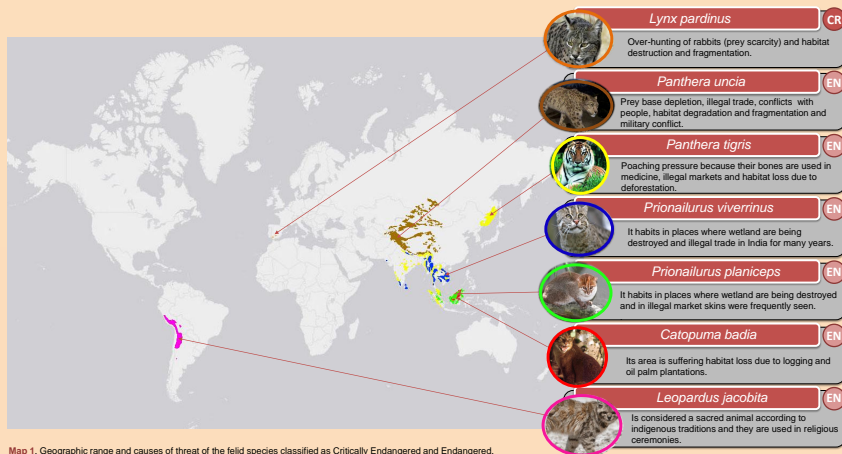 Lynx pardinus
CR
Over-hunting of rabbits (prey scarcity) and habitat
destruction and fragmentation.
Panthera uncia
EN
Prey base depletion, illegal trade, conflicts with
people, habitat degradation and fragmentation and
military conflict.
Panthera tigris
EN
Poaching pressure because their bones are used in
medicine, illegal markets and habitat loss due to
deforestation.
Prionailurus viverrinus
EN
It habits in places where wetland are being
destroyed and illegal trade in India for many years.
Prionailurus planiceps
EN
It habits in places where wetland are being destroyed
and in illegal market skins were frequently seen.
Catopuma badia
EN
Its area is suffering habitat loss due to logging and
oil palm plantations.
Leopardus jacobita
EN
Is considered a sacred animal according to
indigenous traditions and they are used in religious
ceremonies.
Map 1. Geographic range and causes of threat of the felid species classified as Critically Endangered and Endangered.